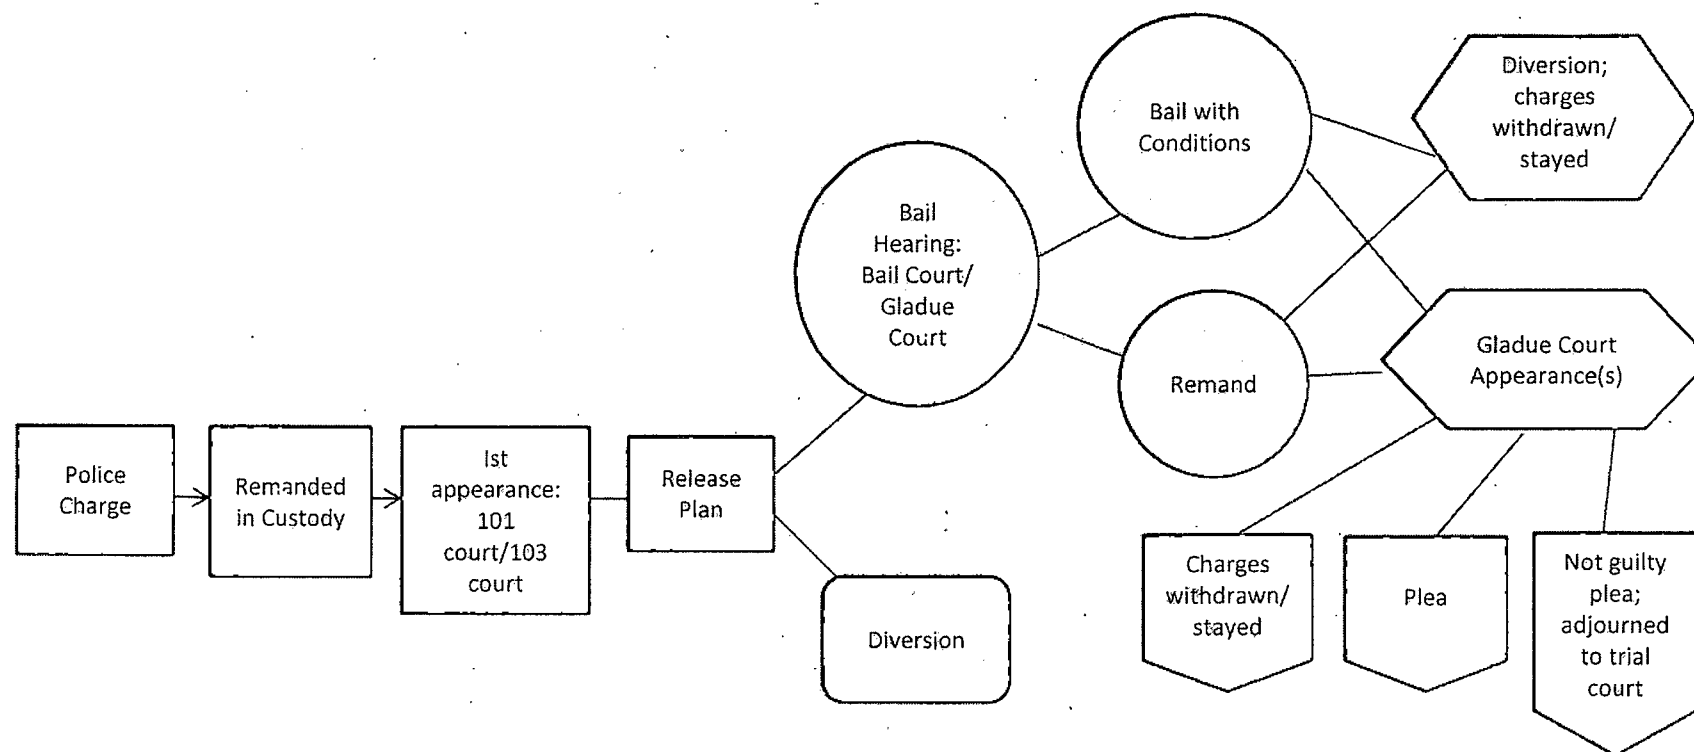 Police
Charge
Remanded
in Custody
Ist
appearance:
101
court/103
court
Release
Plan
Bail
Hearing:
Bail Court/
Gladue
Court
Diversion
Bail with
Conditions
Remand
Diversion;
charges
withdrawn/
stayed
Gladue Court
Appearance(s)
Charges
withdrawn/
stayed
Plea
Not guilty
plea;
adjourned
to trial
court